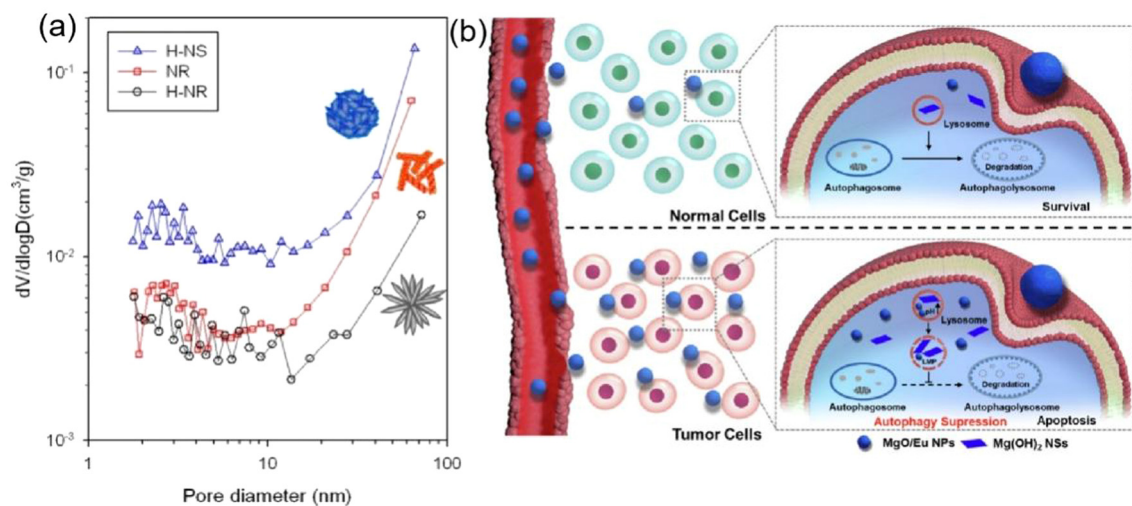 (a)
H-NS
NR
H-NR
10⁻¹
10⁻²
10⁻³
dV/dlogD(cm³/g)
1
10
100
Pore diameter (nm)
(b)
Normal Cells
Lysosome
Autophagosome
Degradation
Autophagolysosome
Survival
Tumor Cells
pH
Lysosome
LMP
Autophagosome
Degradation
Autophagolysosome
Autophagy Supression
Apoptosis
MgO/Eu NPs
Mg(OH)₂ NSs